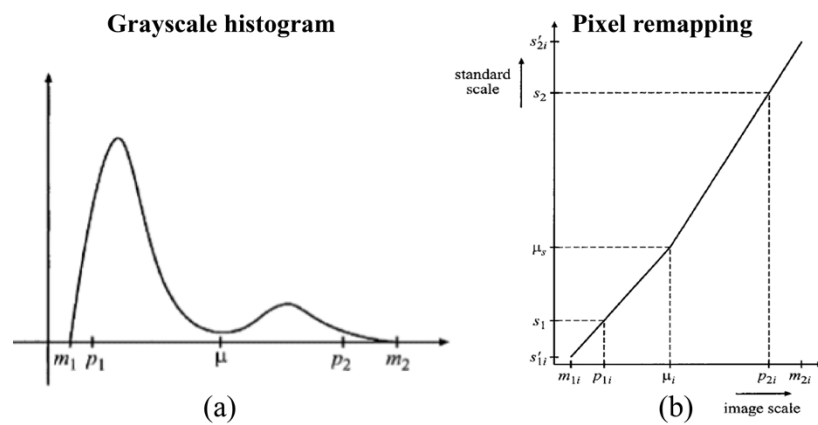 Grayscale histogram
m₁ p₁ μ p₂ m₂
(a)
Pixel remapping
s′₂ᵢ
standard
scale
s₂
μₛ
s₁
s′₁ᵢ
m₁ᵢ p₁ᵢ μᵢ p₂ᵢ m₂ᵢ
(b) image scale